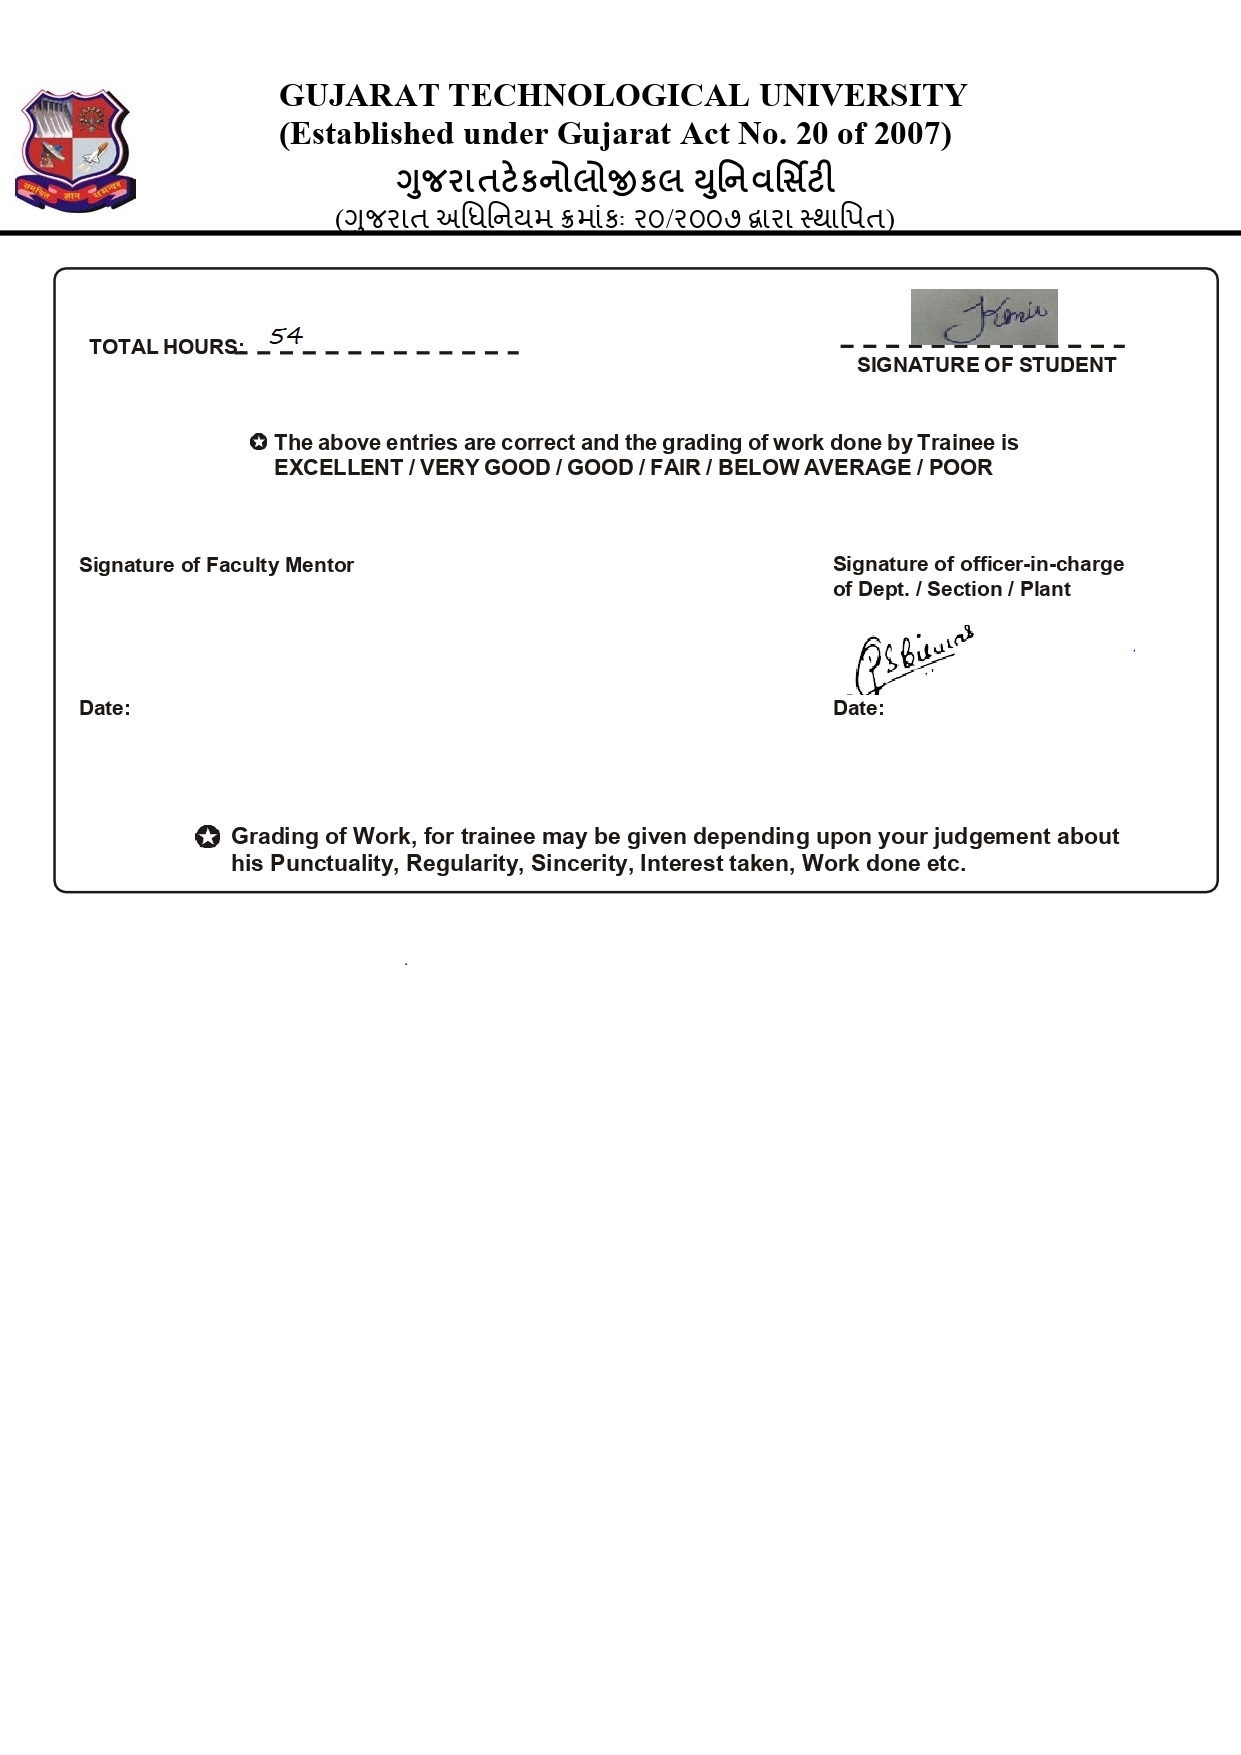 GUJARAT TECHNOLOGICAL UNIVERSITY
(Established under Gujarat Act No. 20 of 2007)
ગુજરાતટેકનોલોજીકલ યુનિવર્સિટી
(ગુજરાત અધિનિયમ ક્રમાંકઃ ૨૦/૨૦૦૭ દ્વારા સ્થાપિત)
समन्वित ज्ञान समन्वय
TOTAL HOURS: 54
SIGNATURE OF STUDENT
The above entries are correct and the grading of work done by Trainee is
EXCELLENT / VERY GOOD / GOOD / FAIR / BELOW AVERAGE / POOR
Signature of Faculty Mentor
Signature of officer-in-charge
of Dept. / Section / Plant
Date:
Date:
Grading of Work, for trainee may be given depending upon your judgement about
his Punctuality, Regularity, Sincerity, Interest taken, Work done etc.